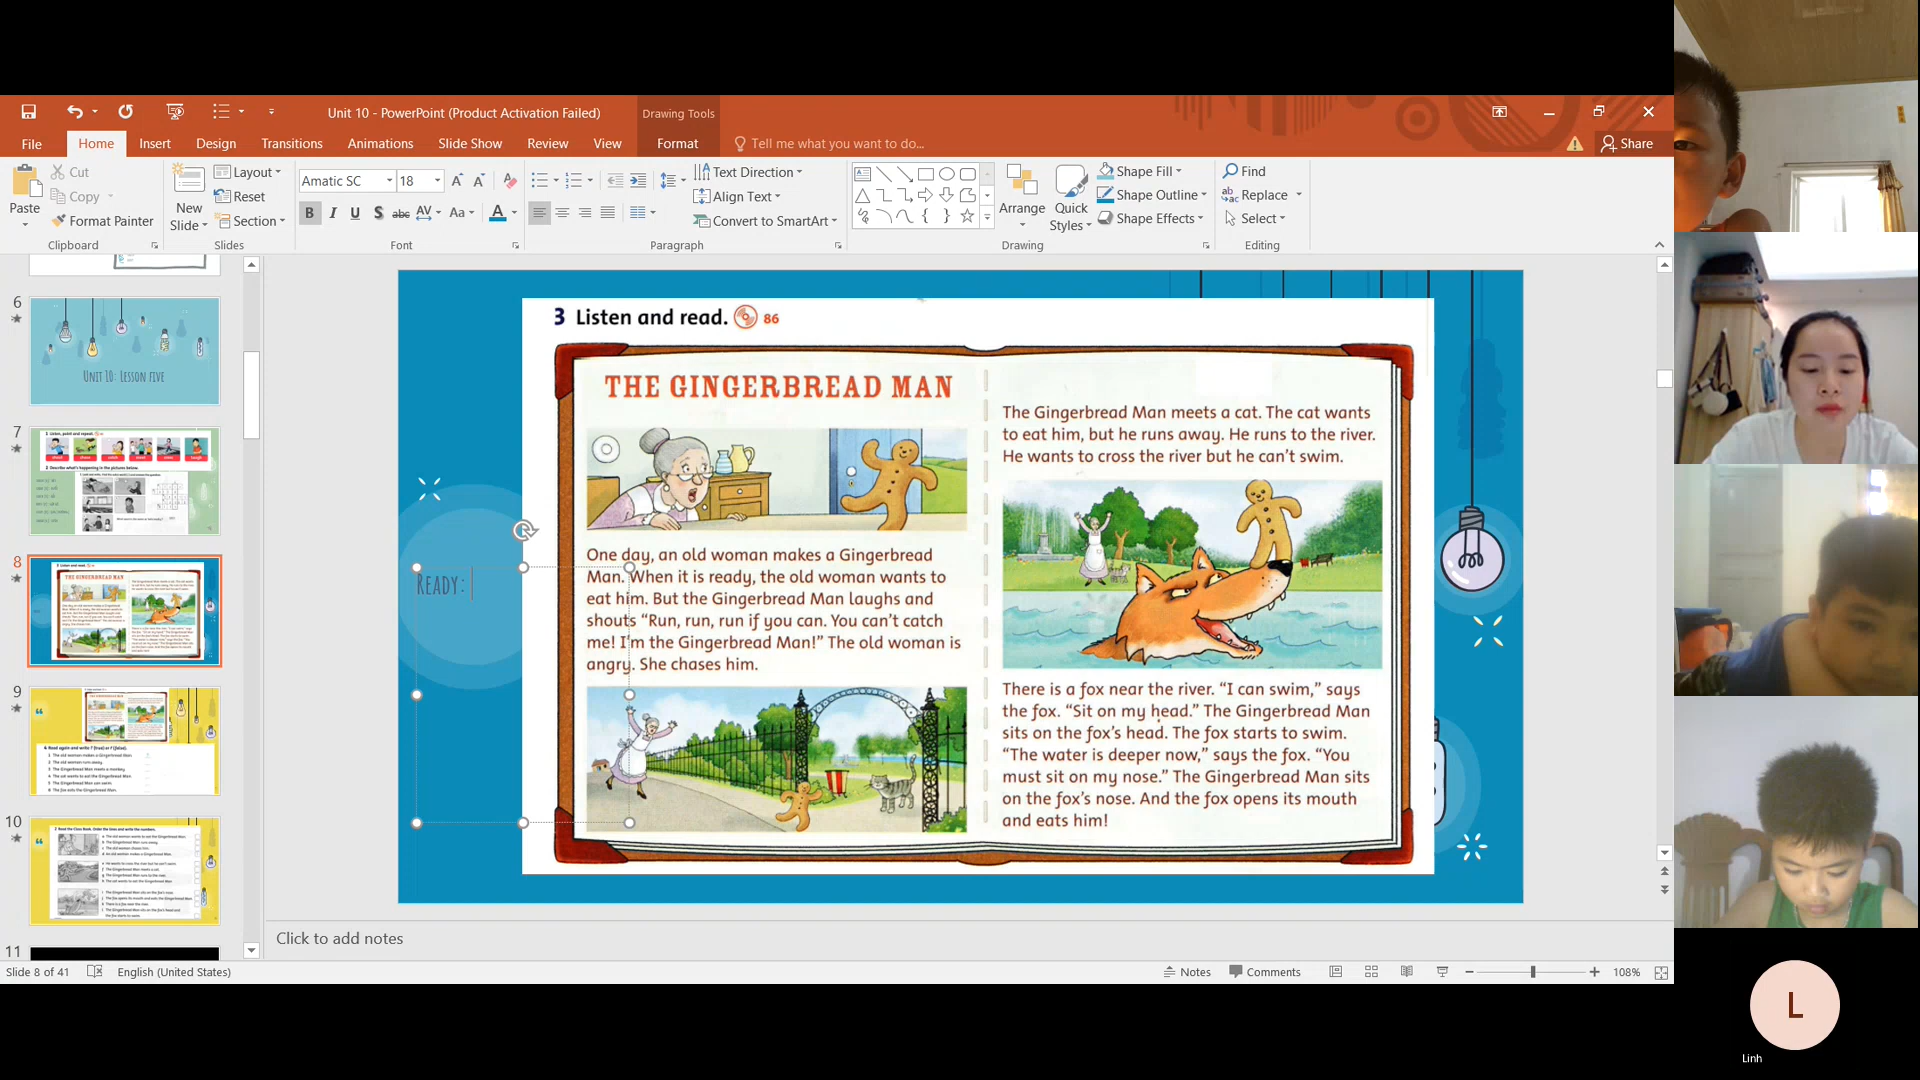 Unit 10 - PowerPoint (Product Activation Failed)
Drawing Tools
File
Home
Insert
Design
Transitions
Animations
Slide Show
Review
View
Format
Tell me what you want to do...
Share
Paste
Cut
Copy
Format Painter
Clipboard
New
Slide
Layout
Reset
Section
Slides
Amatic SC
18
B I U S abc AV Aa A
Font
Text Direction
Align Text
Convert to SmartArt
Paragraph
Arrange
Quick
Styles
Shape Fill
Shape Outline
Shape Effects
Drawing
Find
Replace
Select
Editing
6
Unit 10: Lesson five
7
8
9
10
11
3 Listen and read. 86
THE GINGERBREAD MAN
One day, an old woman makes a Gingerbread
Man. When it is ready, the old woman wants to
eat him. But the Gingerbread Man laughs and
shouts “Run, run, run if you can. You can’t catch
me! I’m the Gingerbread Man!” The old woman is
angry. She chases him.
The Gingerbread Man meets a cat. The cat wants
to eat him, but he runs away. He runs to the river.
He wants to cross the river but he can’t swim.
There is a fox near the river. “I can swim,” says
the fox. “Sit on my head.” The Gingerbread Man
sits on the fox’s head. The fox starts to swim.
“The water is deeper now,” says the fox. “You
must sit on my nose.” The Gingerbread Man sits
on the fox’s nose. And the fox opens its mouth
and eats him!
Ready:
Click to add notes
Slide 8 of 41
English (United States)
Notes
Comments
108%
L
Linh